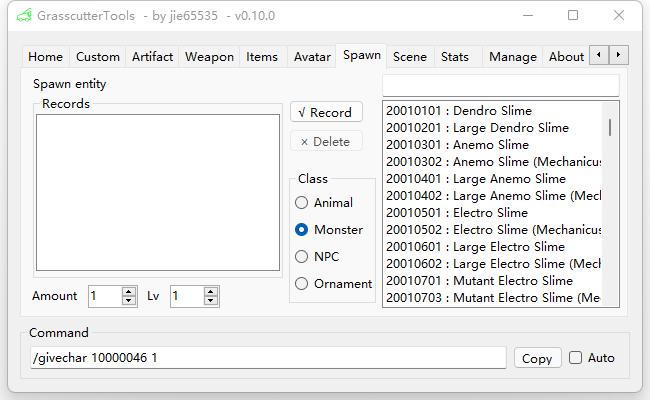 GrasscutterTools - by jie65535 - v0.10.0
Home Custom Artifact Weapon Items Avatar Spawn Scene Stats Manage About
Spawn entity
Records
√ Record
× Delete
Class
Animal
Monster
NPC
Ornament
Amount 1 Lv 1
20010101 : Dendro Slime
20010201 : Large Dendro Slime
20010301 : Anemo Slime
20010302 : Anemo Slime (Mechanicus
20010401 : Large Anemo Slime
20010402 : Large Anemo Slime (Mecl
20010501 : Electro Slime
20010502 : Electro Slime (Mechanicus
20010601 : Large Electro Slime
20010602 : Large Electro Slime (Mecl
20010701 : Mutant Electro Slime
20010703 : Mutant Electro Slime (Me
Command
/givechar 10000046 1
Copy
Auto